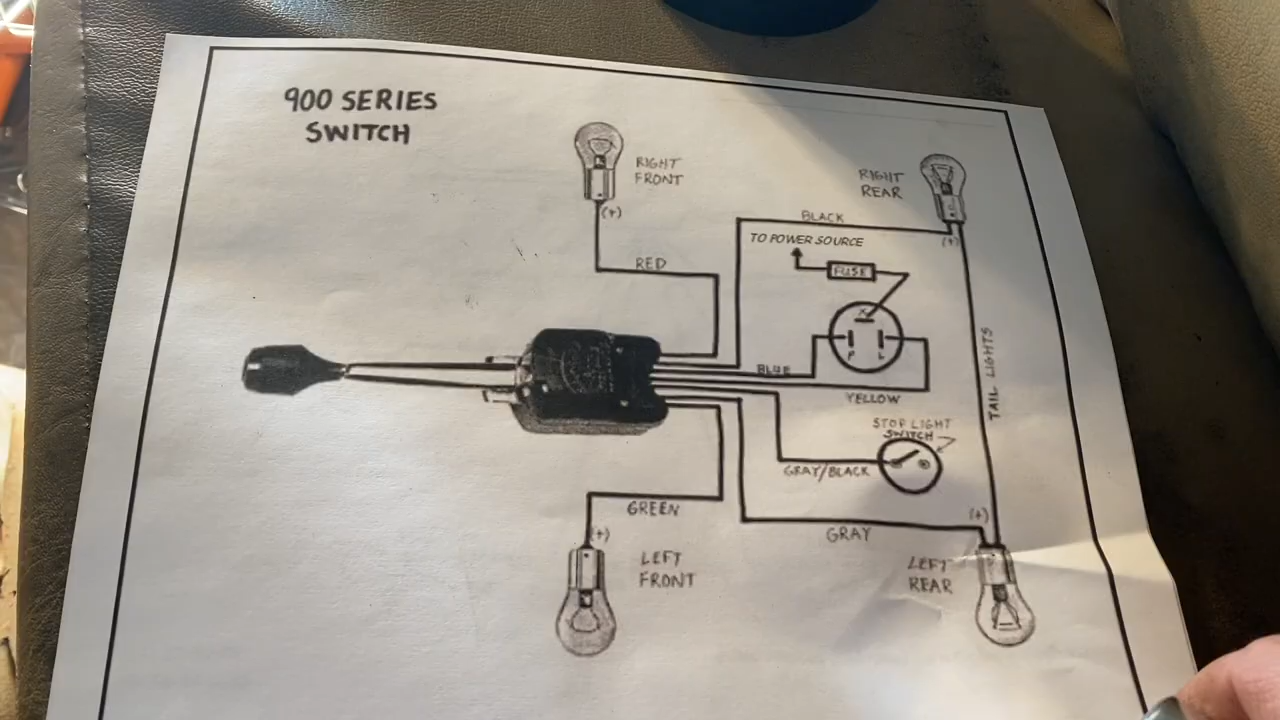 900 SERIES
SWITCH
RIGHT
FRONT
(+)
RED
RIGHT
REAR
(+)
BLACK
TO POWER SOURCE
FUSE
X
P
L
BLUE
YELLOW
TAIL LIGHTS
STOP LIGHT
SWITCH
GRAY/BLACK
GREEN
(+)
LEFT
FRONT
GRAY
(+)
LEFT
REAR